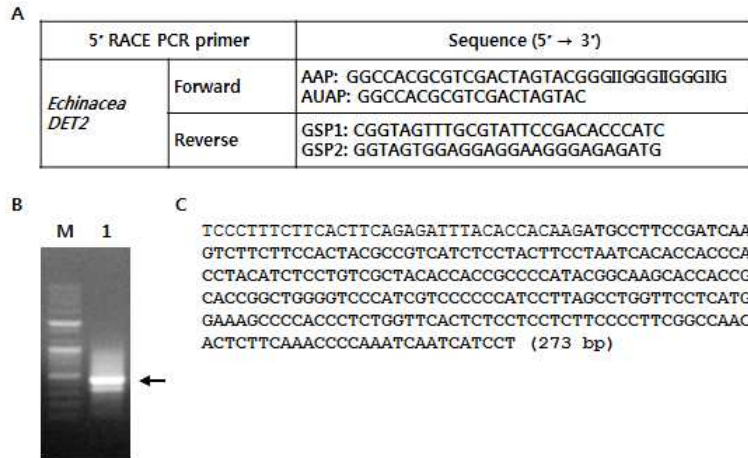 A
5' RACE PCR primer
Sequence (5' → 3')
Echinacea DET2
Forward
AAP: GGCCACGCGTCGACTAGTACGGGIIGGGIIGGGIIG
AUAP: GGCCACGCGTCGACTAGTAC
Reverse
GSP1: CGGTAGTTTGCGTATTCCGACACCCATC
GSP2: GGTAGTGGAGGAGGAAGGGAGAGATG
B
C
M 1
TCCCTTTCTTCACTTCAGAGATTTACACCACAAGATGCCTTCCGATCAA
GTCTTCTTCCACTACGCCGTCATCTCCTACTTCCTAATCACACCACCCA
CCTACATCTCCTGTCGCTACACCACCGCCCCATACGGCAAGCACCACCG
CACCGGCTGGGGTCCCATCGTCCCCCCATCCTTAGCCTGGTTCCTCATG
GAAAGCCCCACCCTCTGGTTCACTCTCCTCCTCTTCCCCTTCGGCCAAC
ACTCTTCAAACCCCAAATCAATCATCCT (273 bp)